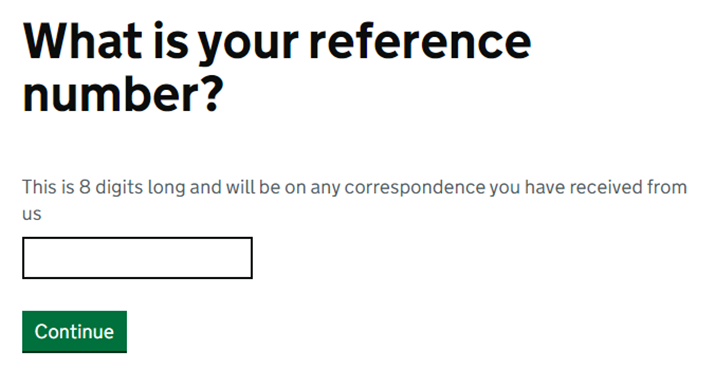 What is your reference
number?
This is 8 digits long and will be on any correspondence you have received from
us
Continue